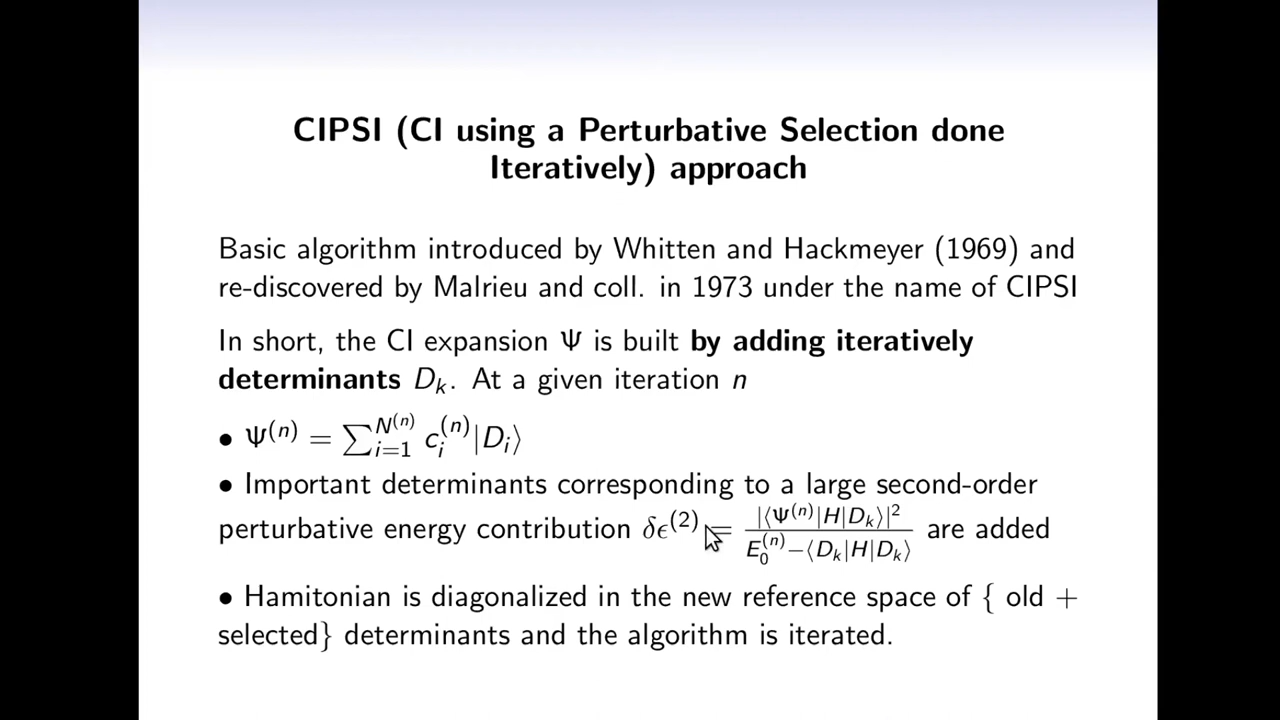 CIPSI (CI using a Perturbative Selection done
Iteratively) approach
Basic algorithm introduced by Whitten and Hackmeyer (1969) and
re-discovered by Malrieu and coll. in 1973 under the name of CIPSI
In short, the CI expansion Ψ is built by adding iteratively
determinants D_k. At a given iteration n
• Ψ^(n) = ∑_{i=1}^{N^(n)} c_i^(n) |D_i⟩
• Important determinants corresponding to a large second-order
perturbative energy contribution δϵ^(2) = |⟨Ψ^(n)|H|D_k⟩|^2 / (E_0^(n) − ⟨D_k|H|D_k⟩) are added
• Hamitonian is diagonalized in the new reference space of { old +
selected} determinants and the algorithm is iterated.